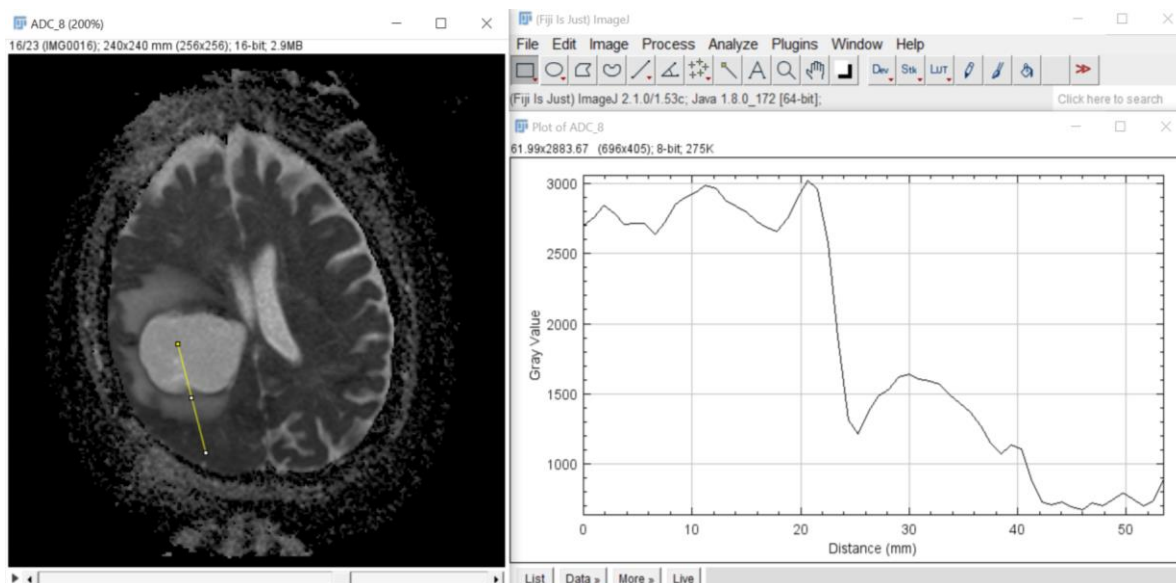 ADC_8 (200%)
16/23 (IMG0016); 240x240 mm (256x256); 16-bit; 2.9MB
(Fiji Is Just) ImageJ
File Edit Image Process Analyze Plugins Window Help
Dev Stk LUT
(Fiji Is Just) ImageJ 2.1.0/1.53c; Java 1.8.0_172 [64-bit];
Click here to search
Plot of ADC_8
61.99x2883.67 (696x405); 8-bit; 275K
3000
2500
2000
1500
1000
Gray Value
0 10 20 30 40 50
Distance (mm)
List Data » More » Live